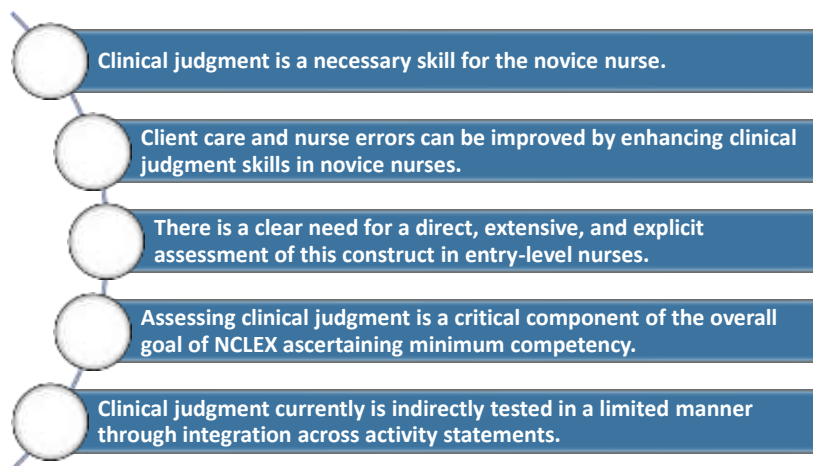 Clinical judgment is a necessary skill for the novice nurse.
Client care and nurse errors can be improved by enhancing clinical
judgment skills in novice nurses.
There is a clear need for a direct, extensive, and explicit
assessment of this construct in entry-level nurses.
Assessing clinical judgment is a critical component of the overall
goal of NCLEX ascertaining minimum competency.
Clinical judgment currently is indirectly tested in a limited manner
through integration across activity statements.